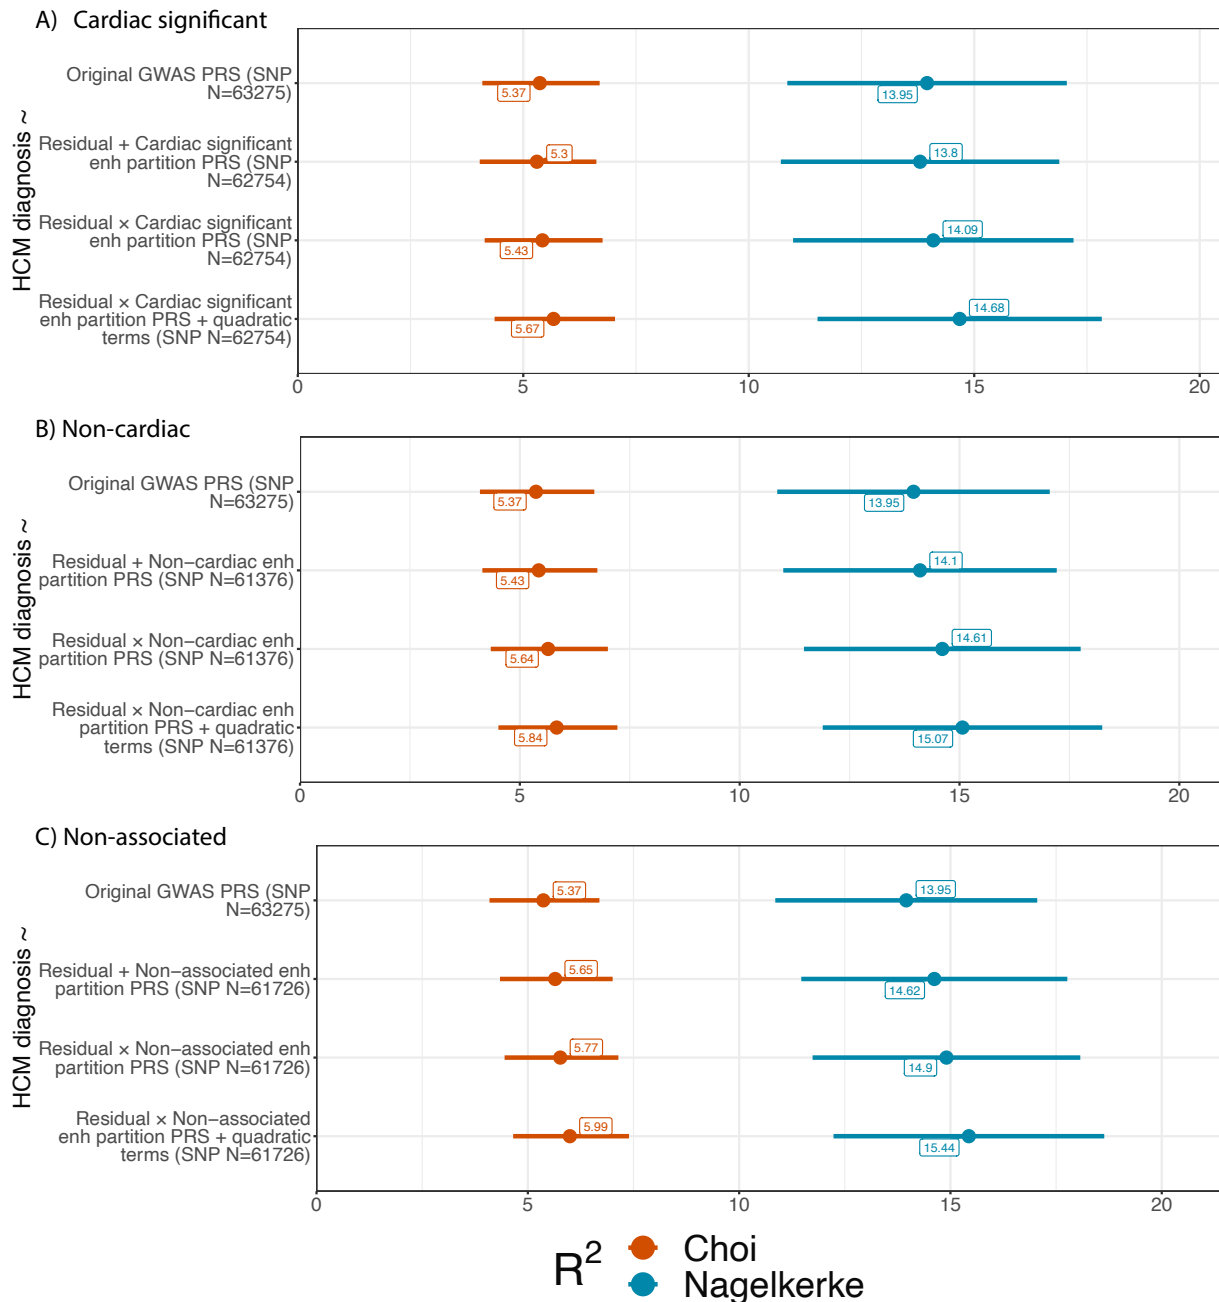 A) Cardiac significant
HCM diagnosis ~
Original GWAS PRS (SNP
N=63275)
5.37
13.95
Residual + Cardiac significant
enh partition PRS (SNP
N=62754)
5.3
13.8
Residual × Cardiac significant
enh partition PRS (SNP
N=62754)
5.43
14.09
Residual × Cardiac significant
enh partition PRS + quadratic
terms (SNP N=62754)
5.67
14.68
0 5 10 15 20
B) Non-cardiac
HCM diagnosis ~
Original GWAS PRS (SNP
N=63275)
5.37
13.95
Residual + Non−cardiac enh
partition PRS (SNP N=61376)
5.43
14.1
Residual × Non−cardiac enh
partition PRS (SNP N=61376)
5.64
14.61
Residual × Non−cardiac enh
partition PRS + quadratic
terms (SNP N=61376)
5.84
15.07
0 5 10 15 20
C) Non-associated
HCM diagnosis ~
Original GWAS PRS (SNP
N=63275)
5.37
13.95
Residual + Non−associated enh
partition PRS (SNP N=61726)
5.65
14.62
Residual × Non−associated enh
partition PRS (SNP N=61726)
5.77
14.9
Residual × Non−associated
enh partition PRS + quadratic
terms (SNP N=61726)
5.99
15.44
0 5 10 15 20
R²
Choi
Nagelkerke